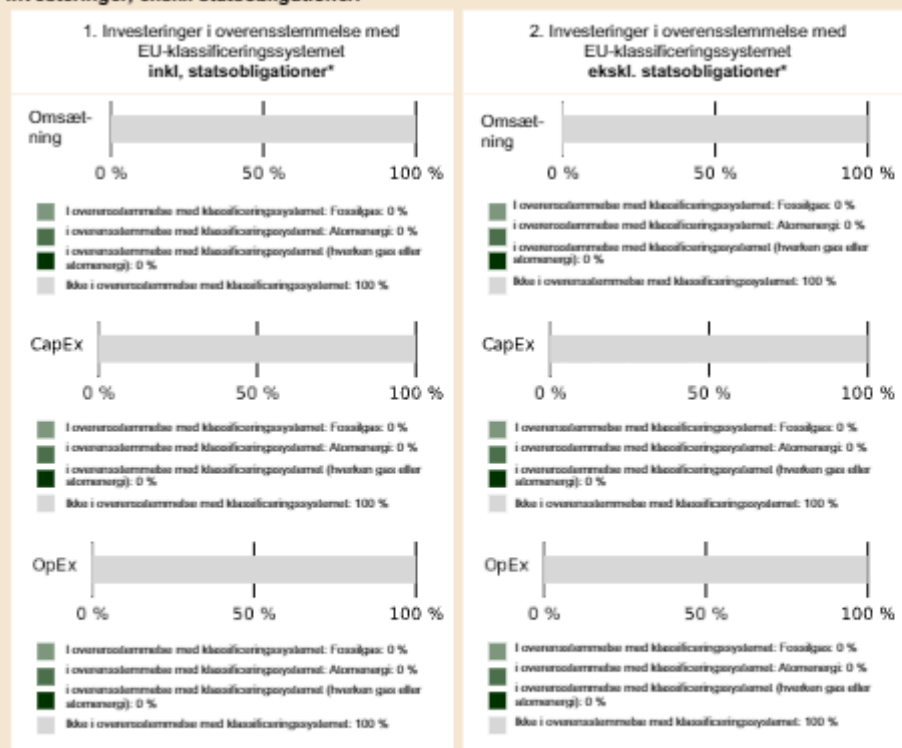 investeringer, ekskl. statsobligationer.
1. Investeringer i overensstemmelse med
EU-klassificeringssystemet
inkl, statsobligationer*
Omsæt-
ning
0 %
50 %
100 %
I overensstemmelse med klassificeringssystemet: Fossilgas: 0 %
i overensstemmelse med klassificeringssystemet: Atomenergi: 0 %
i overensstemmelse med klassificeringssystemet (hverken gas eller
atomenergi): 0 %
Ikke i overensstemmelse med klassificeringssystemet: 100 %
CapEx
0 %
50 %
100 %
I overensstemmelse med klassificeringssystemet: Fossilgas: 0 %
i overensstemmelse med klassificeringssystemet: Atomenergi: 0 %
i overensstemmelse med klassificeringssystemet (hverken gas eller
atomenergi): 0 %
Ikke i overensstemmelse med klassificeringssystemet: 100 %
OpEx
0 %
50 %
100 %
I overensstemmelse med klassificeringssystemet: Fossilgas: 0 %
i overensstemmelse med klassificeringssystemet: Atomenergi: 0 %
i overensstemmelse med klassificeringssystemet (hverken gas eller
atomenergi): 0 %
Ikke i overensstemmelse med klassificeringssystemet: 100 %
2. Investeringer i overensstemmelse med
EU-klassificeringssystemet
ekskl. statsobligationer*
Omsæt-
ning
0 %
50 %
100 %
I overensstemmelse med klassificeringssystemet: Fossilgas: 0 %
i overensstemmelse med klassificeringssystemet: Atomenergi: 0 %
i overensstemmelse med klassificeringssystemet (hverken gas eller
atomenergi): 0 %
Ikke i overensstemmelse med klassificeringssystemet: 100 %
CapEx
0 %
50 %
100 %
I overensstemmelse med klassificeringssystemet: Fossilgas: 0 %
i overensstemmelse med klassificeringssystemet: Atomenergi: 0 %
i overensstemmelse med klassificeringssystemet (hverken gas eller
atomenergi): 0 %
Ikke i overensstemmelse med klassificeringssystemet: 100 %
OpEx
0 %
50 %
100 %
I overensstemmelse med klassificeringssystemet: Fossilgas: 0 %
i overensstemmelse med klassificeringssystemet: Atomenergi: 0 %
i overensstemmelse med klassificeringssystemet (hverken gas eller
atomenergi): 0 %
Ikke i overensstemmelse med klassificeringssystemet: 100 %